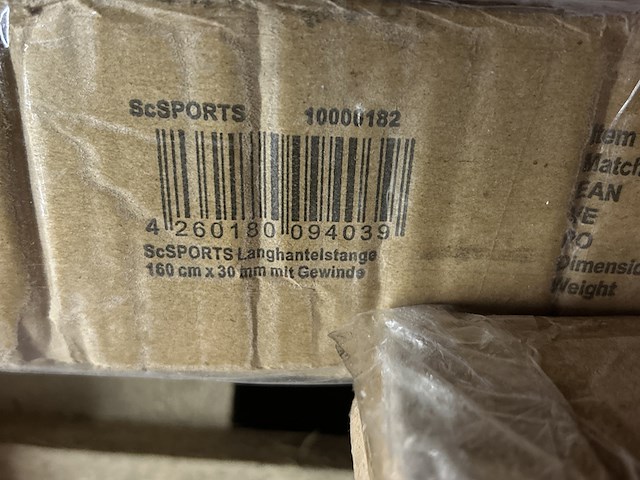 ScSPORTS 10000182
4 260180 094039
ScSPORTS Langhantelstange
160 cm x 30 mm mit Gewinde
Item
Match
EAN
Dimensio
Weight